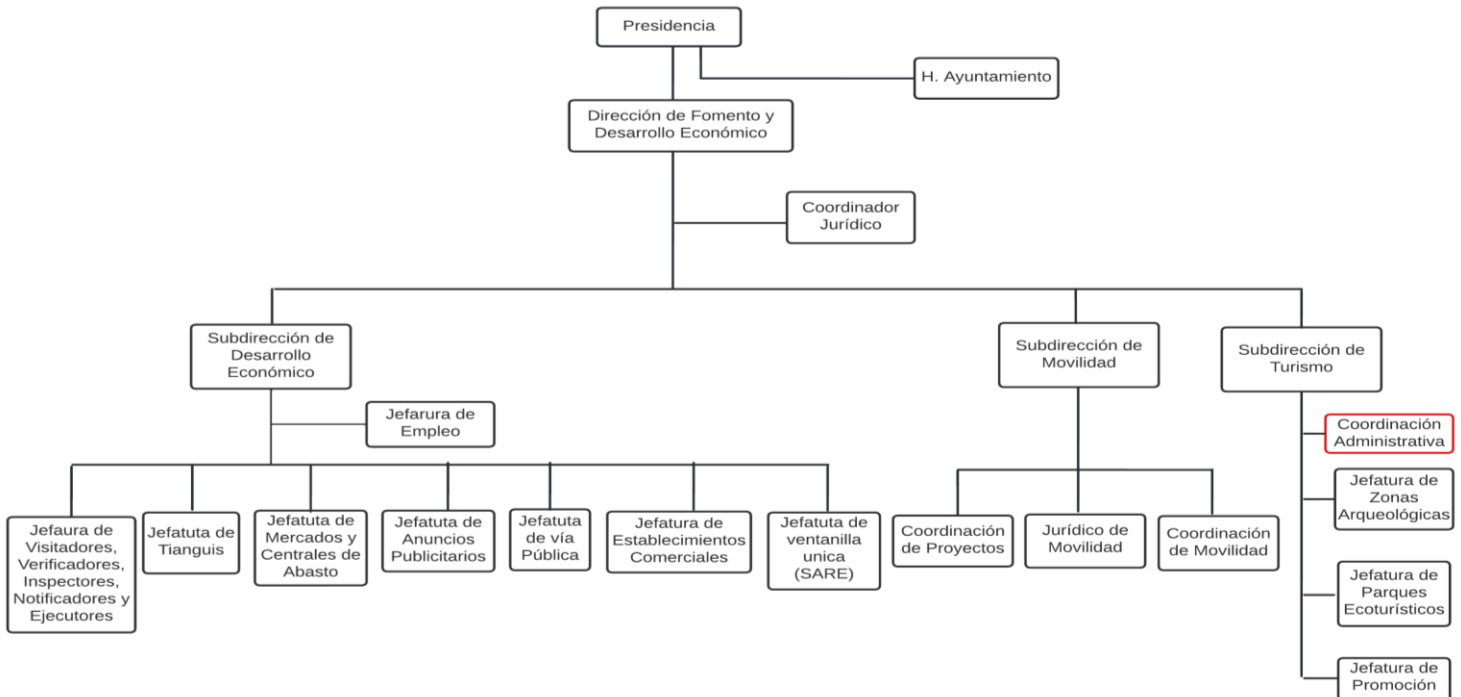 Presidencia
H. Ayuntamiento
Dirección de Fomento y
Desarrollo Económico
Coordinador
Jurídico
Subdirección de
Desarrollo
Económico
Subdirección de
Movilidad
Subdirección de
Turismo
Jefarura de
Empleo
Coordinación
Administrativa
Jefatura de
Zonas
Arqueológicas
Jefaura de
Visitadores,
Verificadores,
Inspectores,
Notificadores y
Ejecutores
Jefatuta de
Tianguis
Jefatuta de
Mercados y
Centrales de
Abasto
Jefatuta de
Anuncios
Publicitarios
Jefatuta
de vía
Pública
Jefatura de
Establecimientos
Comerciales
Jefatuta de
ventanilla
unica
(SARE)
Coordinación
de Proyectos
Jurídico de
Movilidad
Coordinación
de Movilidad
Jefatura de
Parques
Ecoturísticos
Jefatura de
Promoción